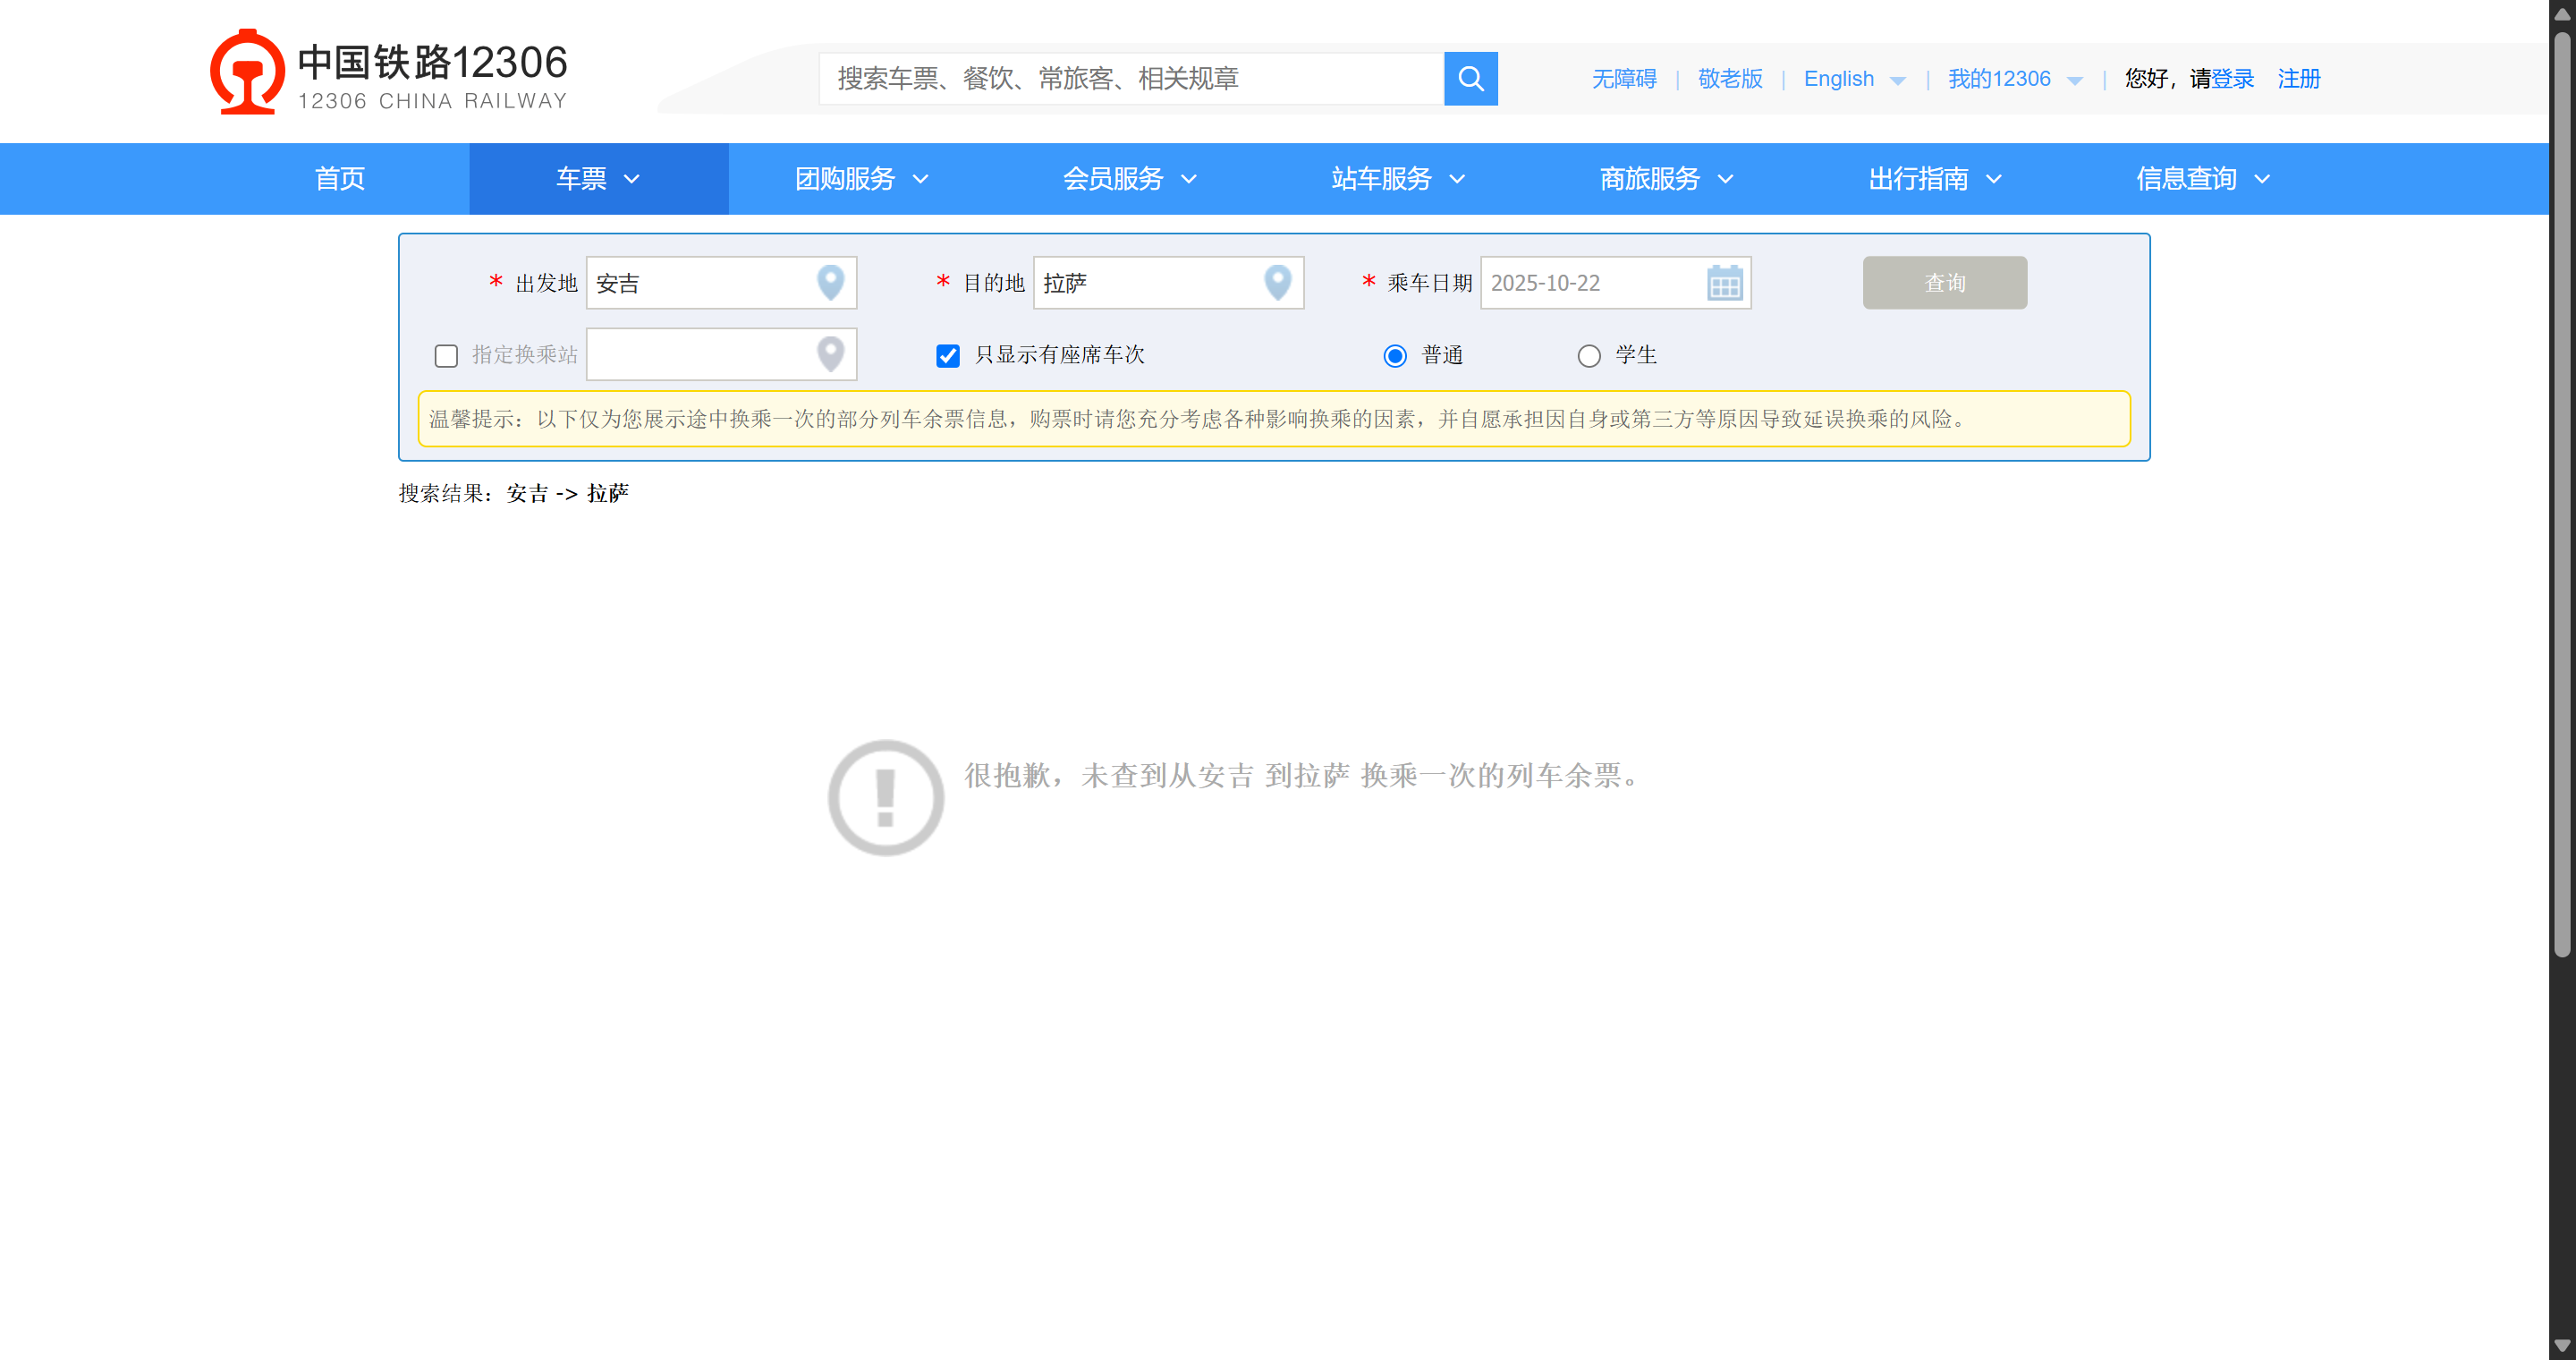 中国铁路12306
12306 CHINA RAILWAY
搜索车票、餐饮、常旅客、相关规章
无障碍 | 敬老版 | English | 我的12306 | 您好，请登录 注册
首页 车票 团购服务 会员服务 站车服务 商旅服务 出行指南 信息查询
* 出发地 安吉 * 目的地 拉萨 * 乘车日期 2025-10-22 查询
指定换乘站 只显示有座席车次 普通 学生
温馨提示：以下仅为您展示途中换乘一次的部分列车余票信息，购票时请您充分考虑各种影响换乘的因素，并自愿承担因自身或第三方等原因导致延误换乘的风险。
搜索结果：安吉 -> 拉萨
很抱歉，未查到从安吉 到拉萨 换乘一次的列车余票。